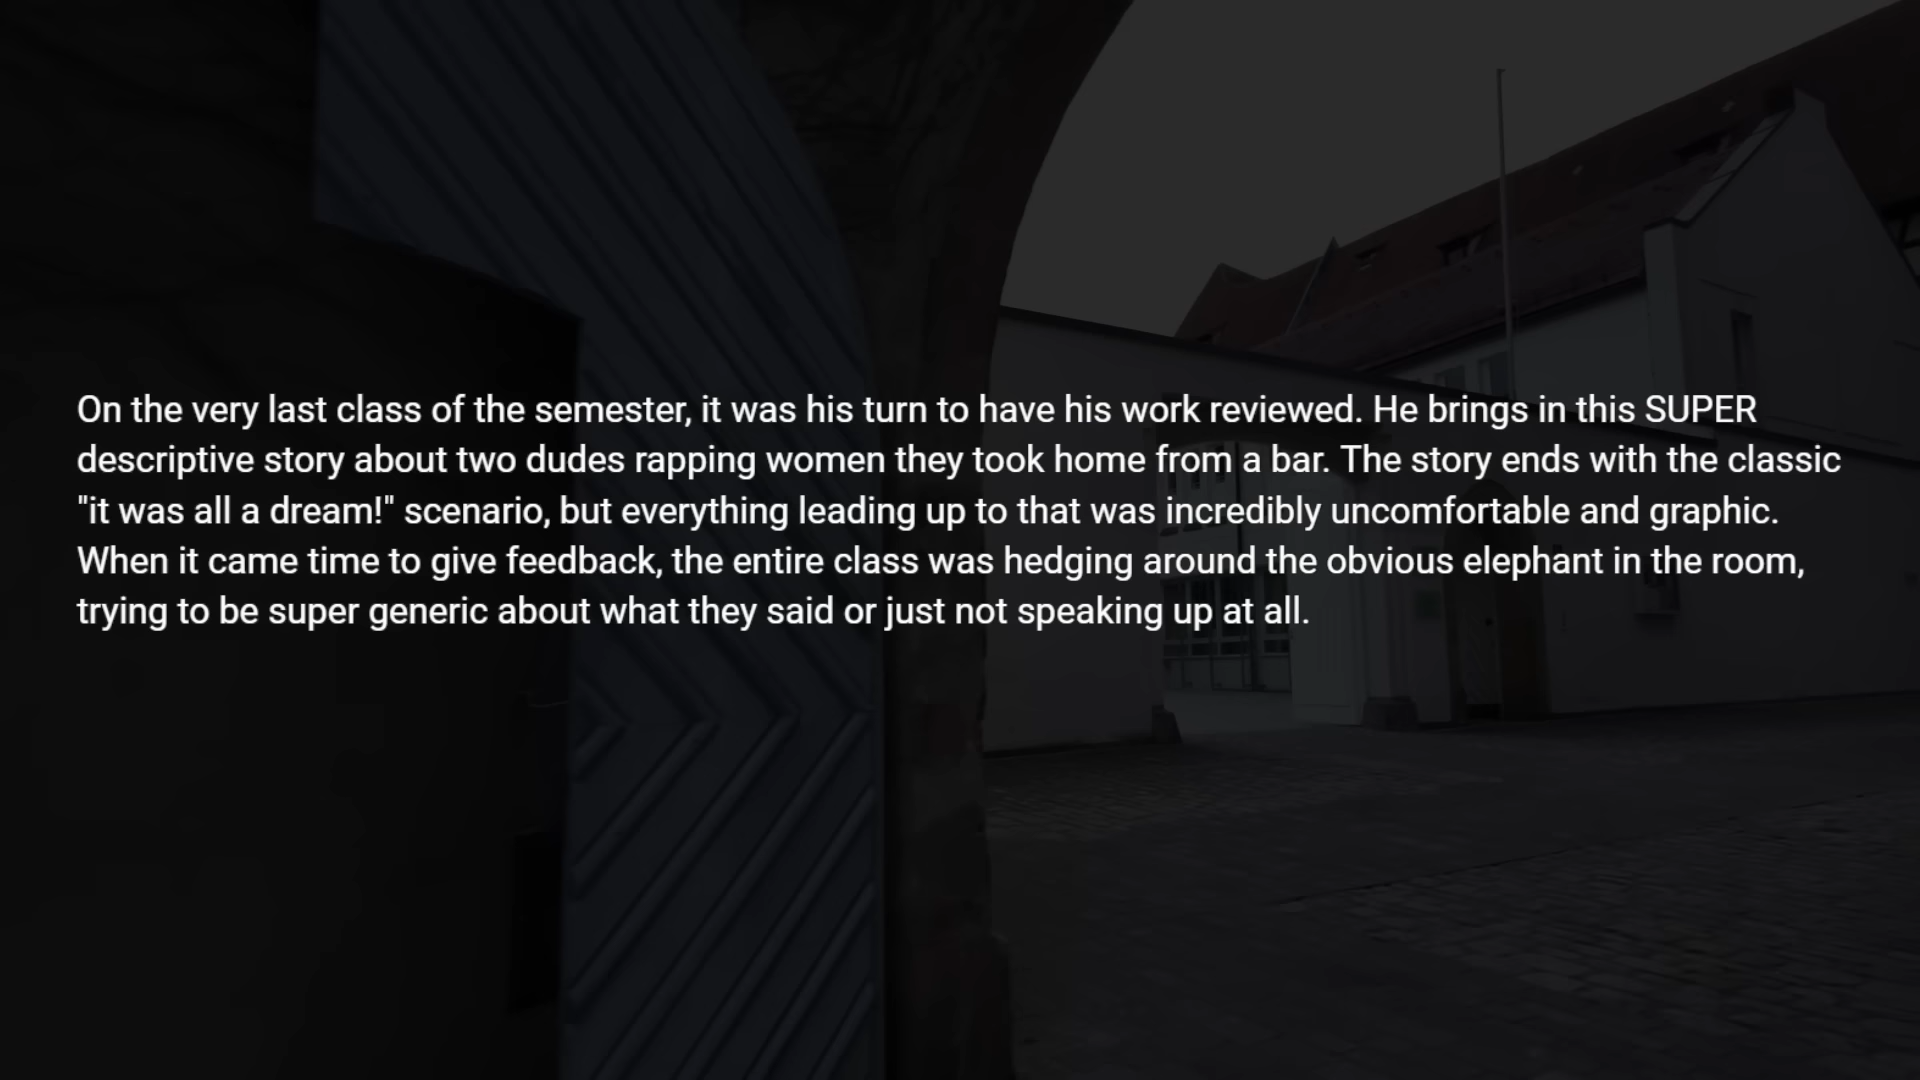 On the very last class of the semester, it was his turn to have his work reviewed. He brings in this SUPER
descriptive story about two dudes rapping women they took home from a bar. The story ends with the classic
"it was all a dream!" scenario, but everything leading up to that was incredibly uncomfortable and graphic.
When it came time to give feedback, the entire class was hedging around the obvious elephant in the room,
trying to be super generic about what they said or just not speaking up at all.